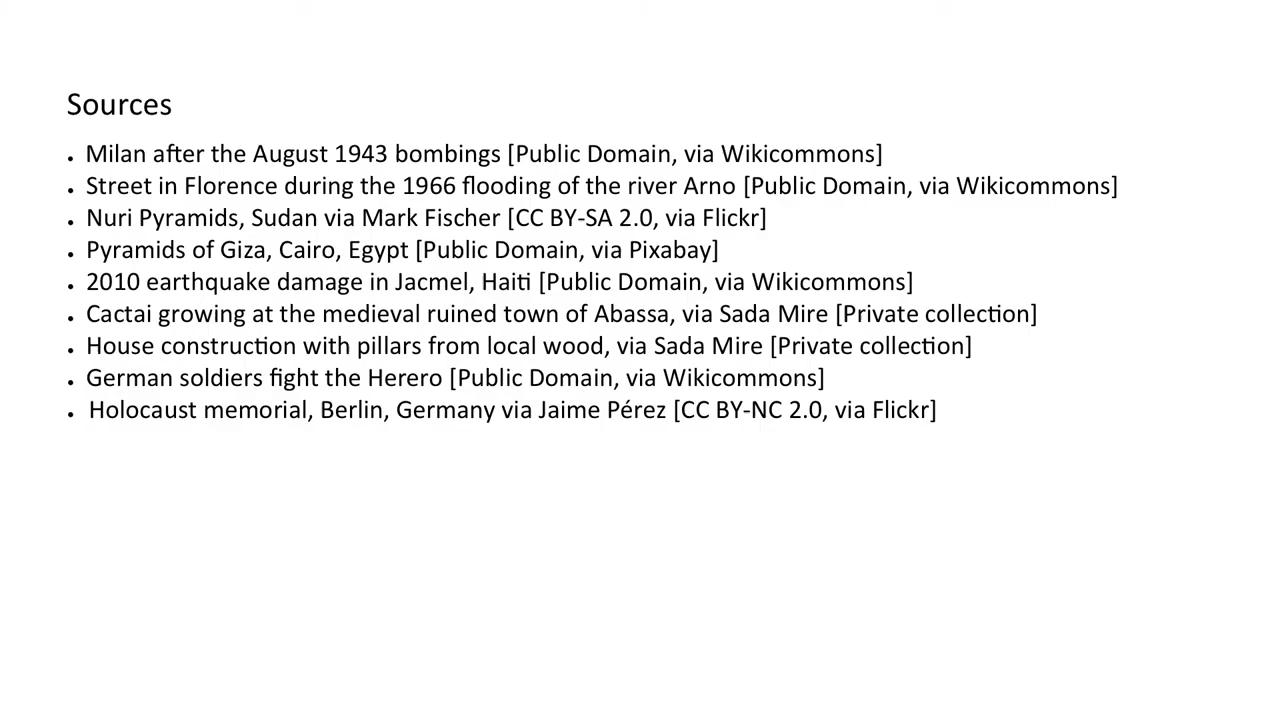 Sources
• Milan after the August 1943 bombings [Public Domain, via Wikicommons]
• Street in Florence during the 1966 flooding of the river Arno [Public Domain, via Wikicommons]
• Nuri Pyramids, Sudan via Mark Fischer [CC BY-SA 2.0, via Flickr]
• Pyramids of Giza, Cairo, Egypt [Public Domain, via Pixabay]
• 2010 earthquake damage in Jacmel, Haiti [Public Domain, via Wikicommons]
• Cactai growing at the medieval ruined town of Abassa, via Sada Mire [Private collection]
• House construction with pillars from local wood, via Sada Mire [Private collection]
• German soldiers fight the Herero [Public Domain, via Wikicommons]
• Holocaust memorial, Berlin, Germany via Jaime Pérez [CC BY-NC 2.0, via Flickr]